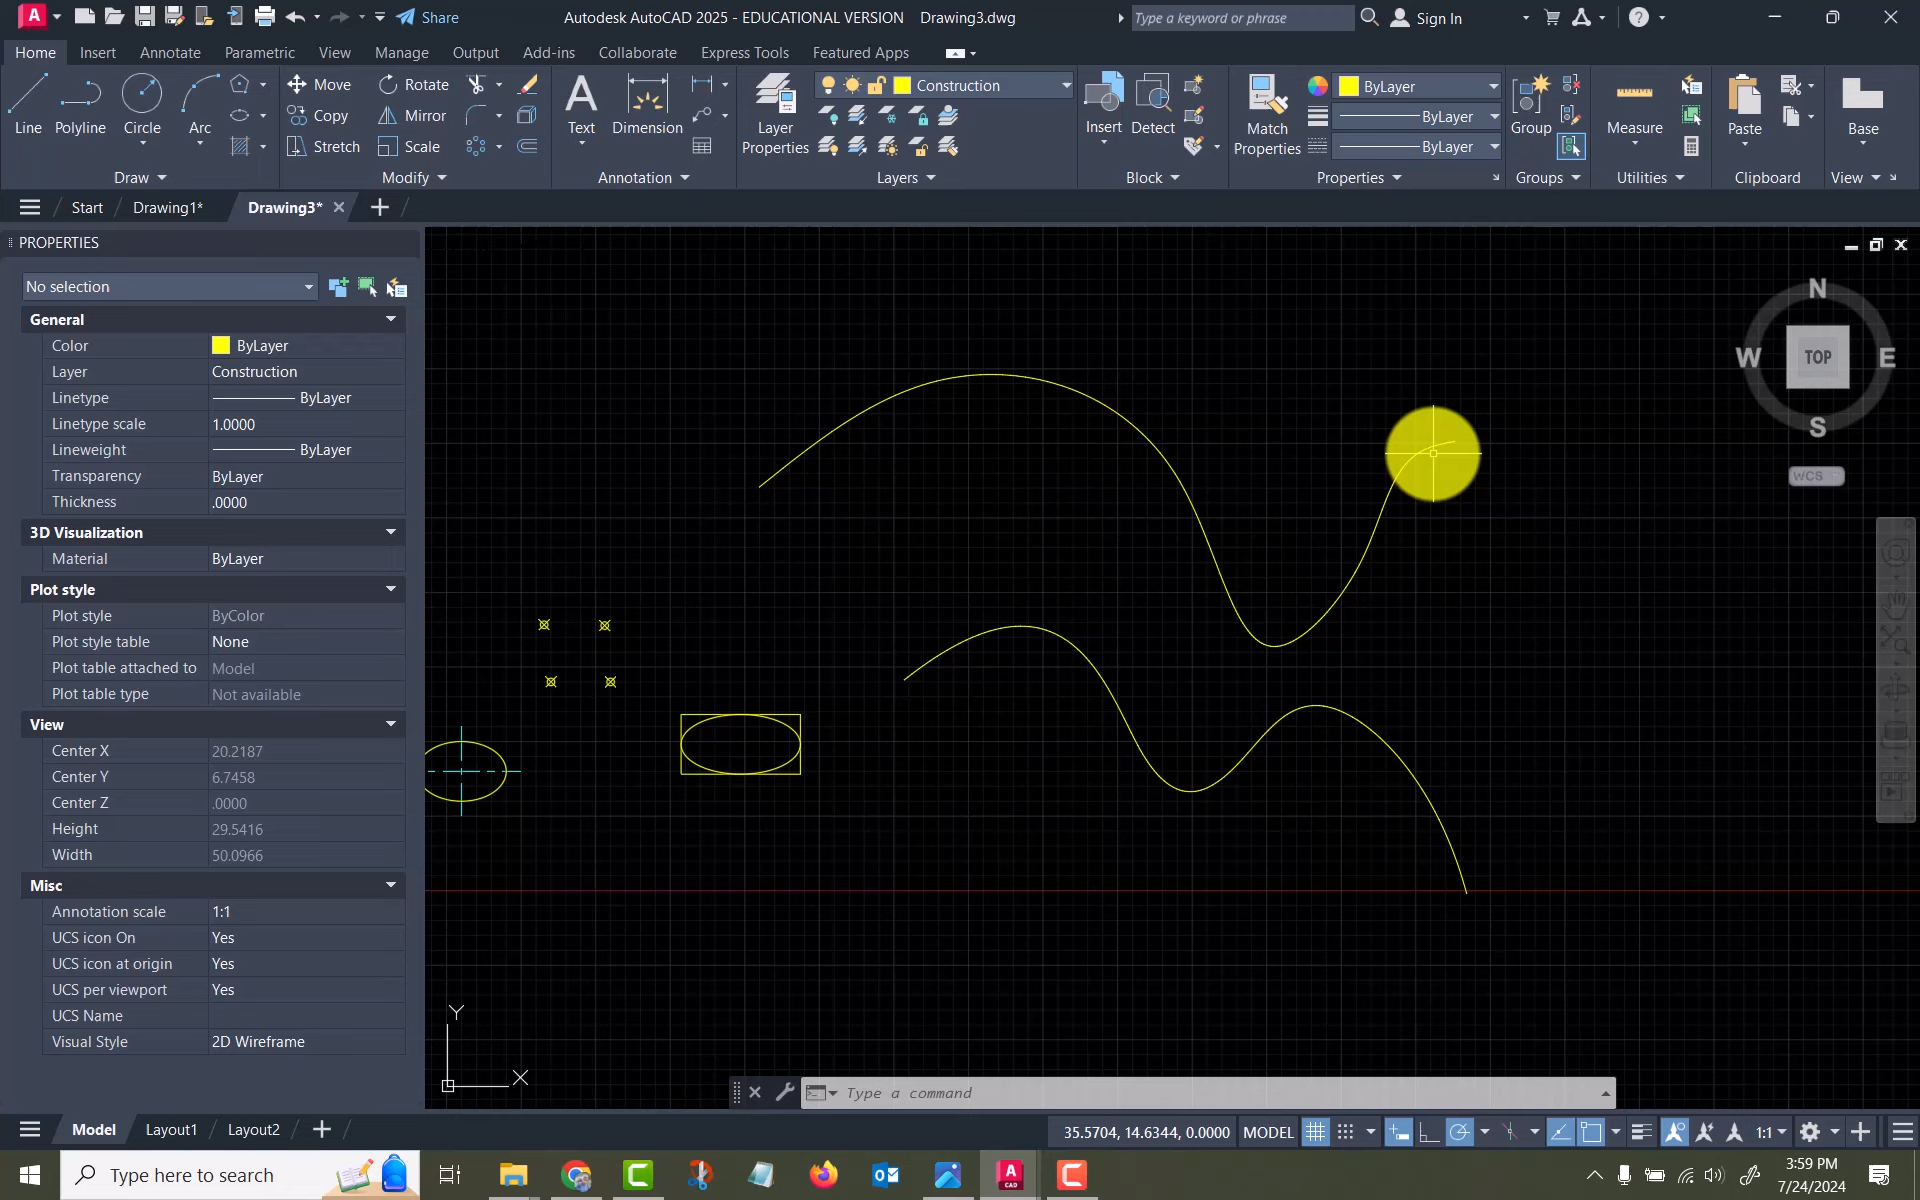 A Share Autodesk AutoCAD 2025 - EDUCATIONAL VERSION Drawing3.dwg Type a keyword or phrase Sign In
Home Insert Annotate Parametric View Manage Output Add-ins Collaborate Express Tools Featured Apps
Line Polyline Circle Arc
Move Rotate
Copy Mirror
Stretch Scale
A Text Dimension
Layer Properties
Construction
Insert Detect
Match Properties
ByLayer
ByLayer
ByLayer
Group
Measure
Paste
Base
Draw Modify Annotation Layers Block Properties Groups Utilities Clipboard View
Start Drawing1* Drawing3*
PROPERTIES
No selection
General
Color ByLayer
Layer Construction
Linetype ByLayer
Linetype scale 1.0000
Lineweight ByLayer
Transparency ByLayer
Thickness .0000
3D Visualization
Material ByLayer
Plot style
Plot style ByColor
Plot style table None
Plot table attached to Model
Plot table type Not available
View
Center X 20.2187
Center Y 6.7458
Center Z .0000
Height 29.5416
Width 50.0966
Misc
Annotation scale 1:1
UCS icon On Yes
UCS icon at origin Yes
UCS per viewport Yes
UCS Name
Visual Style 2D Wireframe
N
W TOP E
S
WCS
Y
X
Type a command
Model Layout1 Layout2 35.5704, 14.6344, 0.0000 MODEL 1:1
Type here to search
A CAD
3:59 PM
7/24/2024